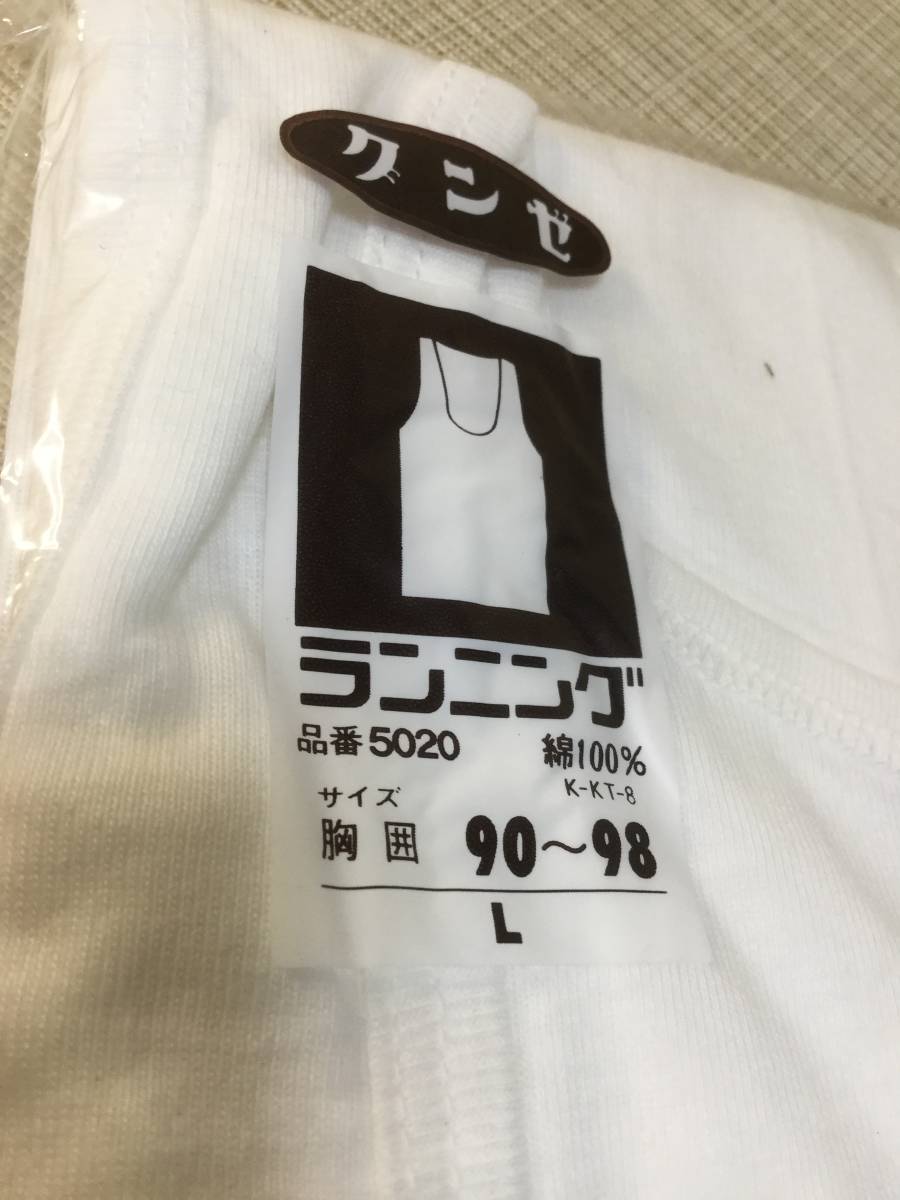 グンゼ
ランニング
品番5020 綿100%
K-KT-8
サイズ
胸囲 90～98
L